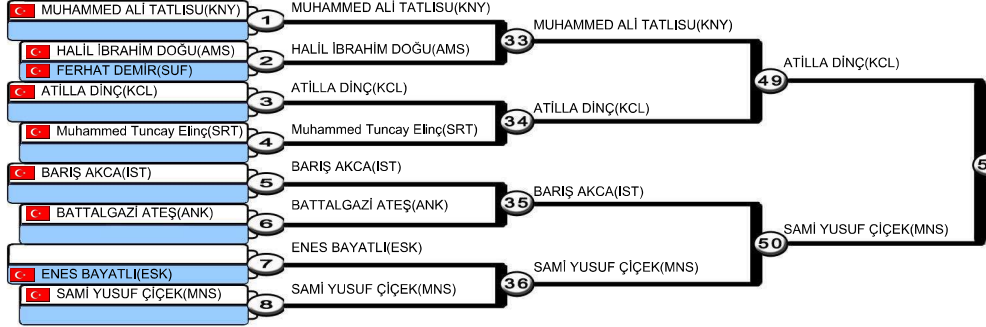 MUHAMMED ALİ TATLISU(KNY)
1
MUHAMMED ALİ TATLISU(KNY)
HALİL İBRAHİM DOĞU(AMS)
FERHAT DEMİR(SUF)
2
HALİL İBRAHİM DOĞU(AMS)
33
MUHAMMED ALİ TATLISU(KNY)
ATİLLA DİNÇ(KCL)
3
ATİLLA DİNÇ(KCL)
Muhammed Tuncay Elinç(SRT)
4
Muhammed Tuncay Elinç(SRT)
34
ATİLLA DİNÇ(KCL)
49
ATİLLA DİNÇ(KCL)
BARIŞ AKCA(IST)
5
BARIŞ AKCA(IST)
BATTALGAZİ ATEŞ(ANK)
6
BATTALGAZİ ATEŞ(ANK)
35
BARIŞ AKCA(IST)
ENES BAYATLI(ESK)
7
ENES BAYATLI(ESK)
SAMİ YUSUF ÇİÇEK(MNS)
8
SAMİ YUSUF ÇİÇEK(MNS)
36
SAMİ YUSUF ÇİÇEK(MNS)
50
SAMİ YUSUF ÇİÇEK(MNS)